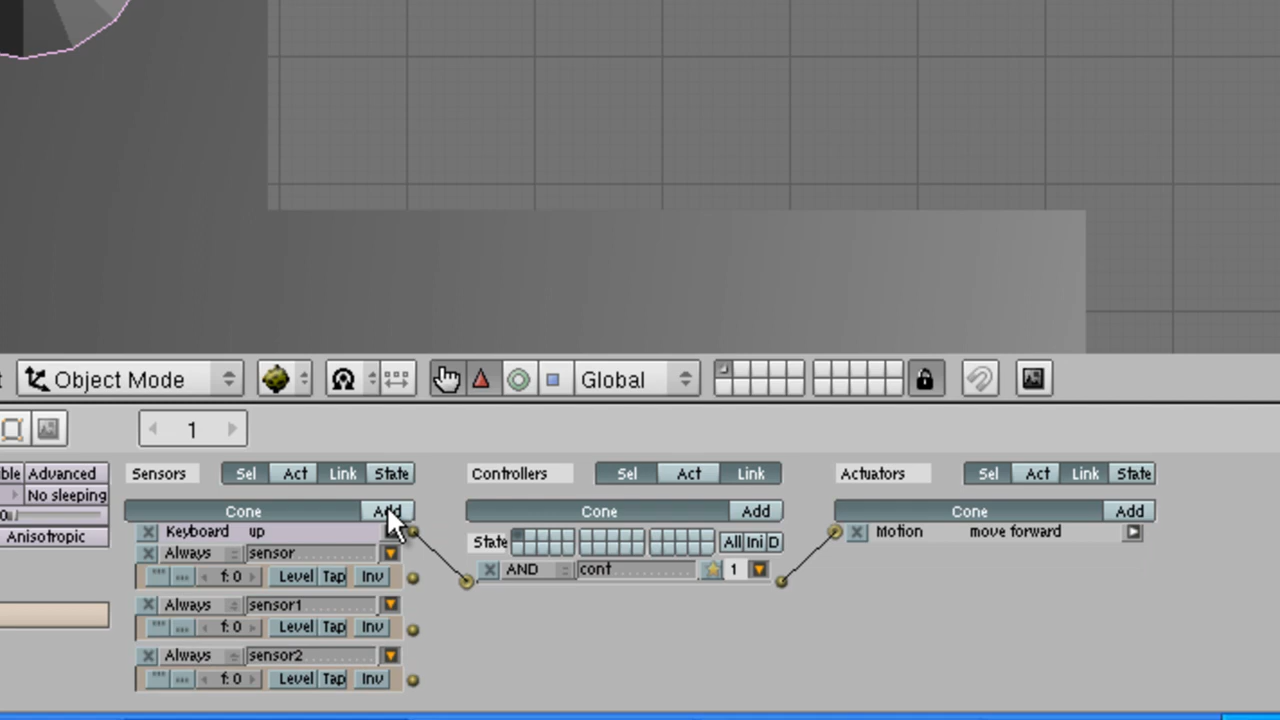 t Object Mode Global
1
ible Advanced Sensors Sel Act Link State Controllers Sel Act Link Actuators Sel Act Link State
No sleeping
0 Cone Add Cone Add Cone Add
Anisotropic Keyboard up State All Ini D Motion move forward
Always sensor AND cont 1
f: 0 Level Tap Inv
Always sensor1
f: 0 Level Tap Inv
Always sensor2
f: 0 Level Tap Inv